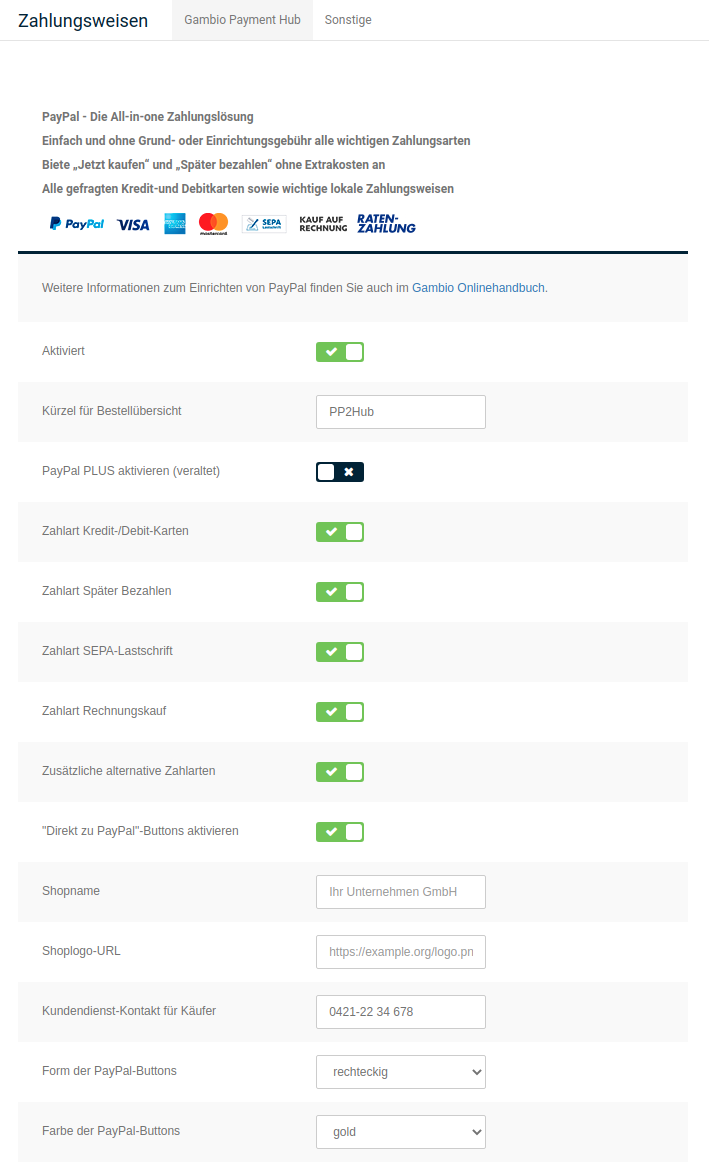 Zahlungsweisen Gambio Payment Hub Sonstige
PayPal - Die All-in-one Zahlungslösung
Einfach und ohne Grund- oder Einrichtungsgebühr alle wichtigen Zahlungsarten
Biete „Jetzt kaufen“ und „Später bezahlen“ ohne Extrakosten an
Alle gefragten Kredit-und Debitkarten sowie wichtige lokale Zahlungsweisen
PayPal VISA mastercard SEPA KAUF AUF RECHNUNG RATEN-ZAHLUNG
Weitere Informationen zum Einrichten von PayPal finden Sie auch im Gambio Onlinehandbuch.
Aktiviert
Kürzel für Bestellübersicht PP2Hub
PayPal PLUS aktivieren (veraltet)
Zahlart Kredit-/Debit-Karten
Zahlart Später Bezahlen
Zahlart SEPA-Lastschrift
Zahlart Rechnungskauf
Zusätzliche alternative Zahlarten
"Direkt zu PayPal"-Buttons aktivieren
Shopname Ihr Unternehmen GmbH
Shoplogo-URL https://example.org/logo.pn
Kundendienst-Kontakt für Käufer 0421-22 34 678
Form der PayPal-Buttons rechteckig
Farbe der PayPal-Buttons gold